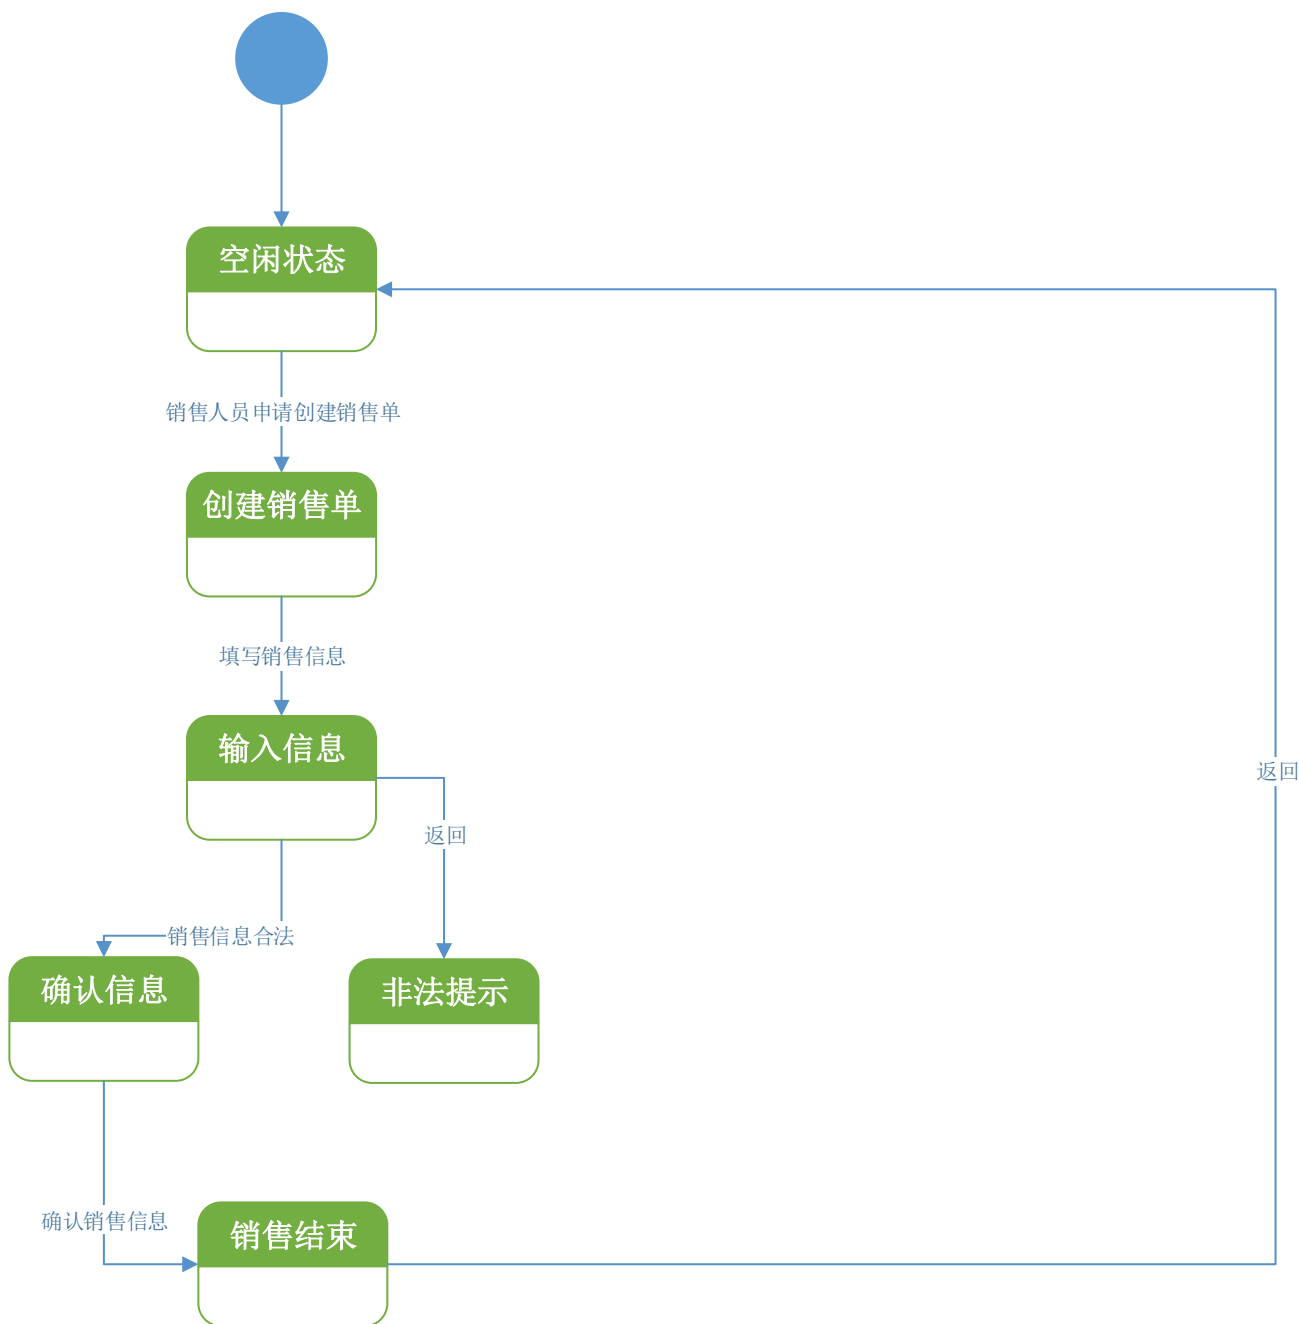 空闲状态
销售人员申请创建销售单
创建销售单
填写销售信息
输入信息
返回
返回
销售信息合法
确认信息
非法提示
确认销售信息
销售结束